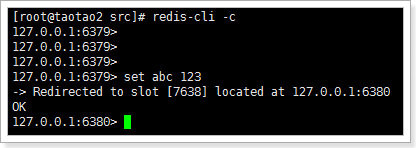 [root@taotao2 src]# redis-cli -c
127.0.0.1:6379>
127.0.0.1:6379>
127.0.0.1:6379>
127.0.0.1:6379> set abc 123
-> Redirected to slot [7638] located at 127.0.0.1:6380
OK
127.0.0.1:6380>